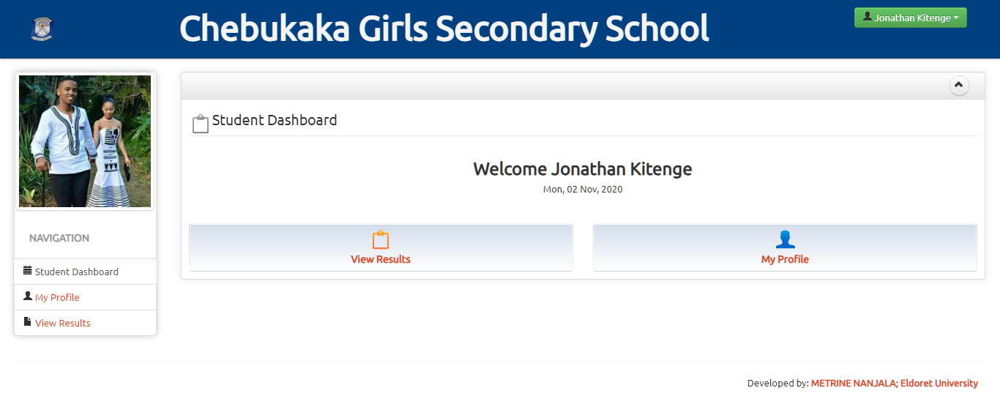 Chebukaka Girls Secondary School
Jonathan Kitenge
Student Dashboard
Welcome Jonathan Kitenge
Mon, 02 Nov, 2020
View Results
My Profile
NAVIGATION
Student Dashboard
My Profile
View Results
Developed by: METRINE NANJALA; Eldoret University